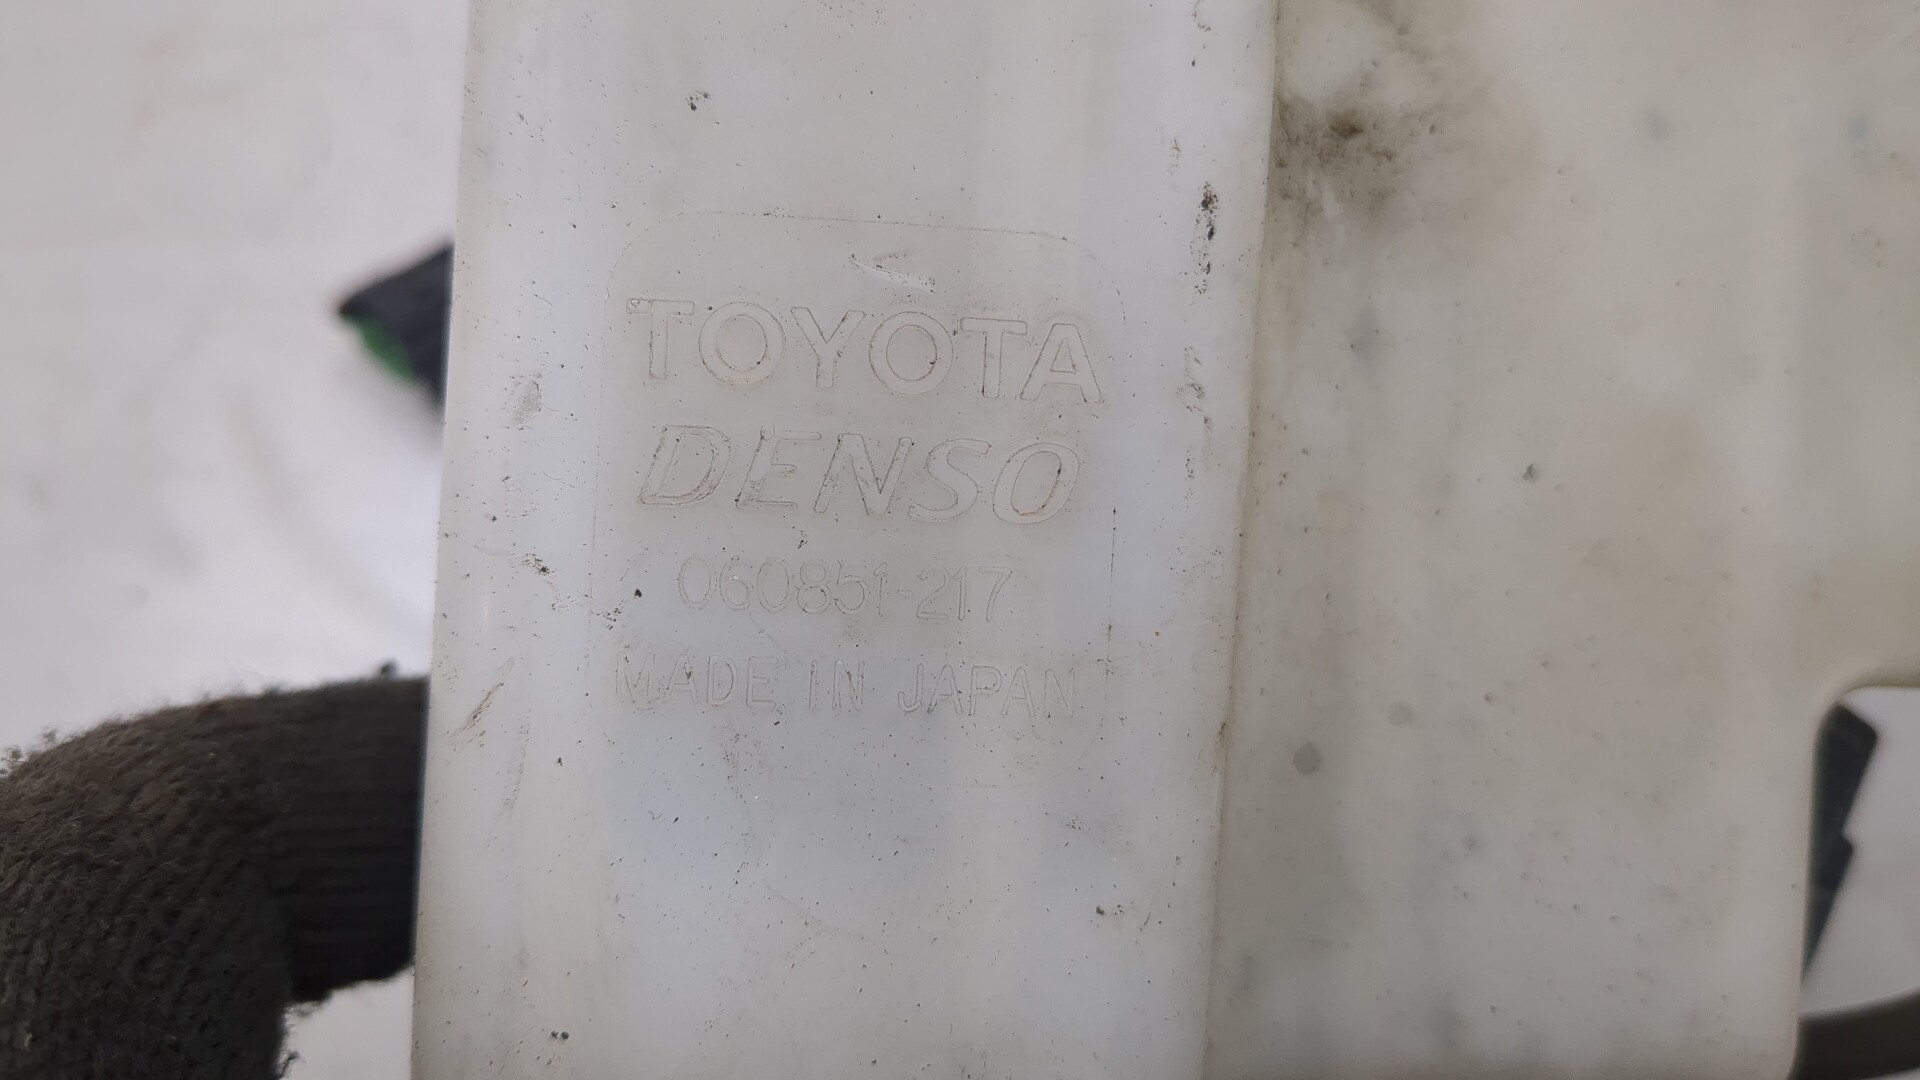 TOYOTA
DENSO
060851-217
MADE IN JAPAN